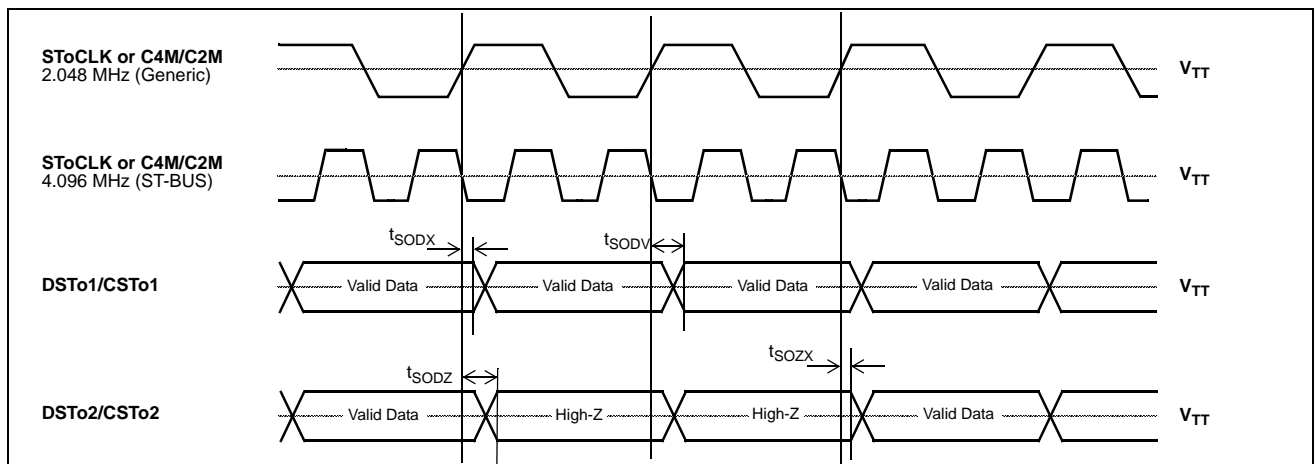 SToCLK or C4M/C2M
2.048 MHz (Generic)
VTT
SToCLK or C4M/C2M
4.096 MHz (ST-BUS)
VTT
tSODX
tSODV
DSTo1/CSTo1
Valid Data
Valid Data
Valid Data
Valid Data
VTT
tSOZX
tSODZ
DSTo2/CSTo2
Valid Data
High-Z
High-Z
Valid Data
VTT